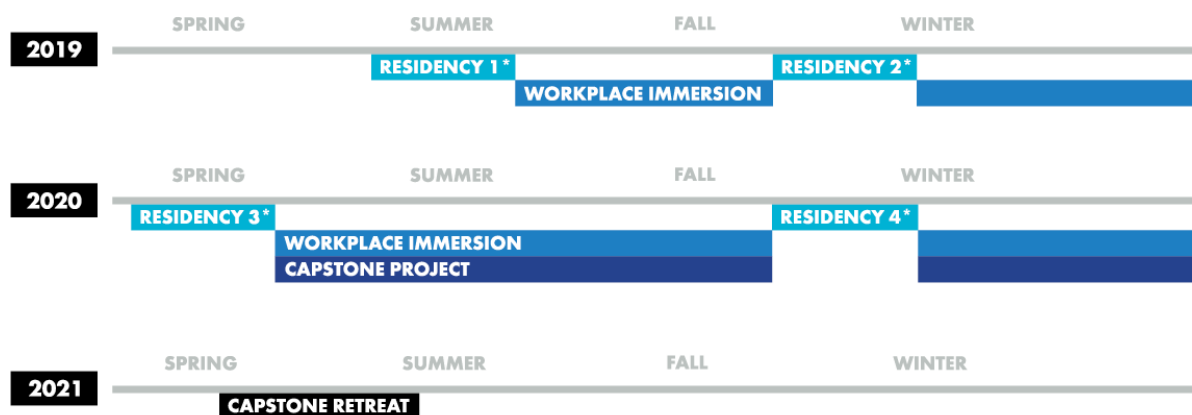 SPRING SUMMER FALL WINTER
2019
RESIDENCY 1* RESIDENCY 2*
WORKPLACE IMMERSION
SPRING SUMMER FALL WINTER
2020
RESIDENCY 3* RESIDENCY 4*
WORKPLACE IMMERSION
CAPSTONE PROJECT
SPRING SUMMER FALL WINTER
2021
CAPSTONE RETREAT